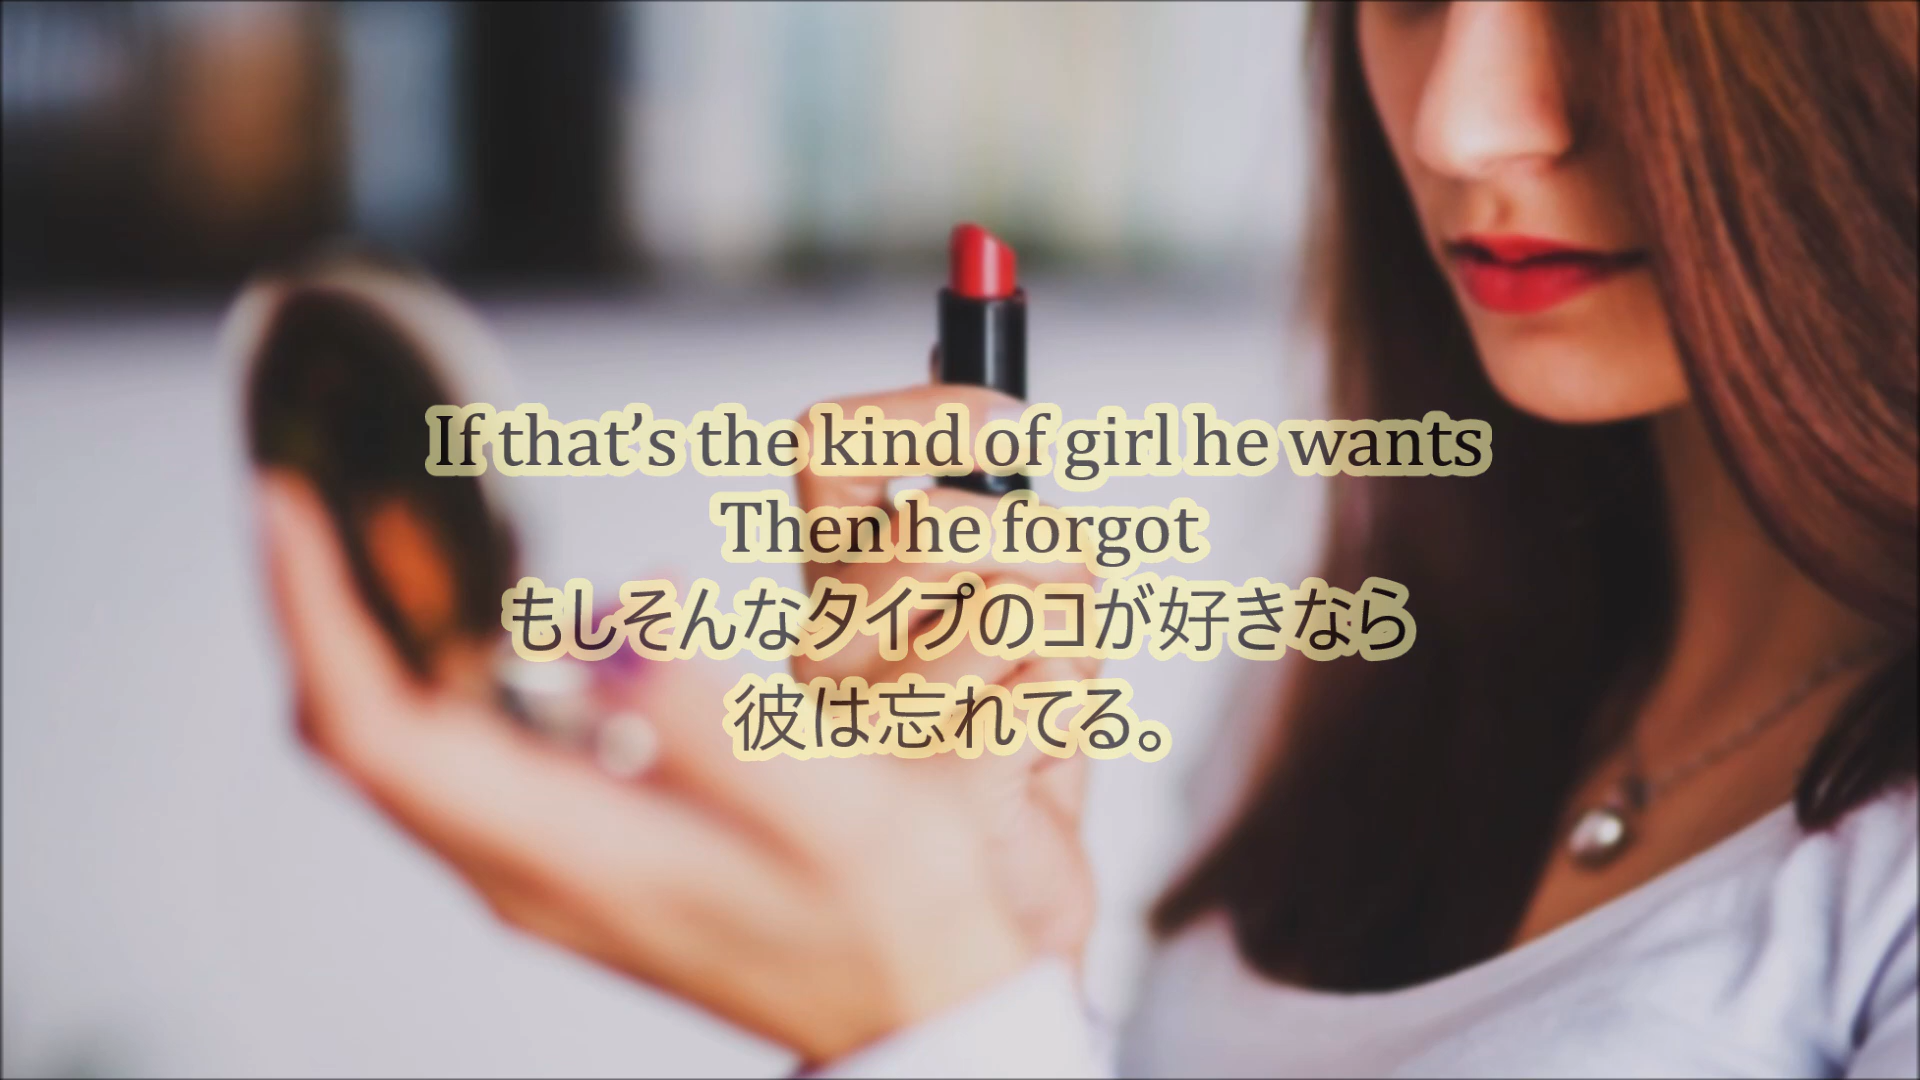 If that’s the kind of girl he wants
Then he forgot
もしそんなタイプのコが好きなら
彼は忘れてる。